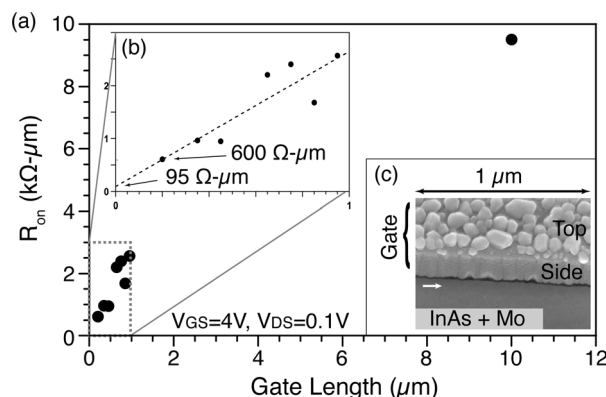 (a)
10
8
6
4
2
0
R_on (kΩ-µm)
(b)
2
1
0
600 Ω-µm
95 Ω-µm
0
1
(c)
1 µm
Gate
Top
Side
InAs + Mo
VGS=4V, VDS=0.1V
0 2 4 6 8 10 12
Gate Length (µm)